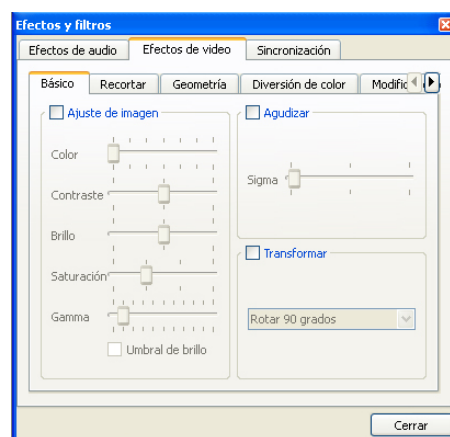 Efectos y filtros
Efectos de audio
Efectos de video
Sincronización
Básico
Recortar
Geometría
Diversión de color
Ajuste de imagen
Color
Contraste
Brillo
Saturación
Gamma
Umbral de brillo
Agudizar
Sigma
Transformar
Rotar 90 grados
Cerrar